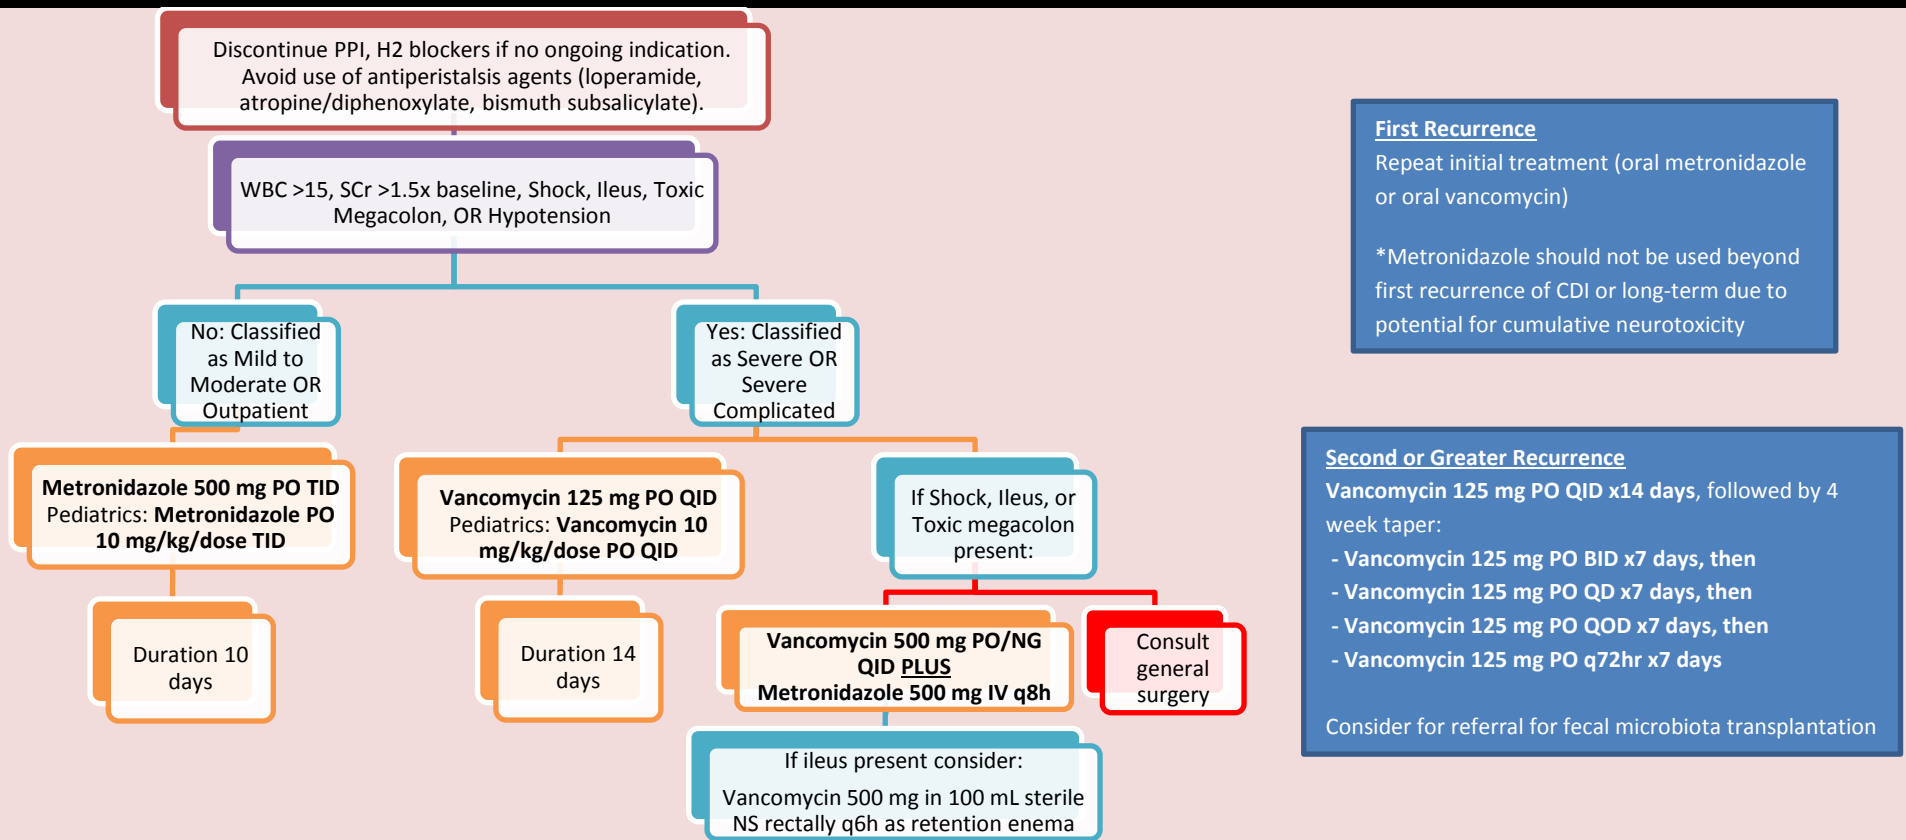 Discontinue PPI, H2 blockers if no ongoing indication.
Avoid use of antiperistalsis agents (loperamide,
atropine/diphenoxylate, bismuth subsalicylate).
WBC >15, SCr >1.5x baseline, Shock, Ileus, Toxic
Megacolon, OR Hypotension
No: Classified
as Mild to
Moderate OR
Outpatient
Yes: Classified
as Severe OR
Severe
Complicated
Metronidazole 500 mg PO TID
Pediatrics: Metronidazole PO
10 mg/kg/dose TID
Duration 10
days
Vancomycin 125 mg PO QID
Pediatrics: Vancomycin 10
mg/kg/dose PO QID
Duration 14
days
If Shock, Ileus, or
Toxic megacolon
present:
Vancomycin 500 mg PO/NG
QID PLUS
Metronidazole 500 mg IV q8h
Consult
general
surgery
If ileus present consider:
Vancomycin 500 mg in 100 mL sterile
NS rectally q6h as retention enema
First Recurrence
Repeat initial treatment (oral metronidazole
or oral vancomycin)
*Metronidazole should not be used beyond
first recurrence of CDI or long-term due to
potential for cumulative neurotoxicity
Second or Greater Recurrence
Vancomycin 125 mg PO QID x14 days, followed by 4
week taper:
- Vancomycin 125 mg PO BID x7 days, then
- Vancomycin 125 mg PO QD x7 days, then
- Vancomycin 125 mg PO QOD x7 days, then
- Vancomycin 125 mg PO q72hr x7 days
Consider for referral for fecal microbiota transplantation